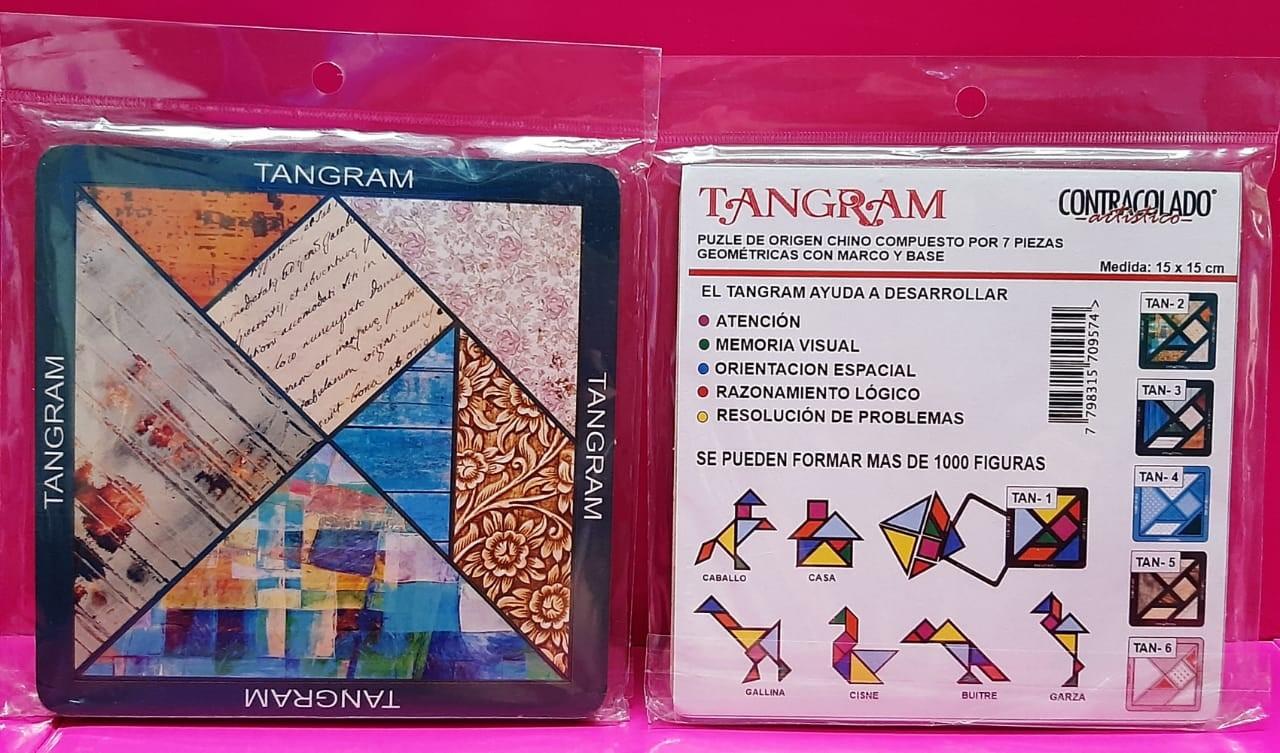 TANGRAM
TANGRAM
TANGRAM
TANGRAM
TANGRAM
CONTRACOLADO®
artístico
PUZLE DE ORIGEN CHINO COMPUESTO POR 7 PIEZAS
GEOMÉTRICAS CON MARCO Y BASE
Medida: 15 x 15 cm
EL TANGRAM AYUDA A DESARROLLAR
ATENCIÓN
MEMORIA VISUAL
ORIENTACION ESPACIAL
RAZONAMIENTO LÓGICO
RESOLUCIÓN DE PROBLEMAS
7 798315 709574 >
SE PUEDEN FORMAR MAS DE 1000 FIGURAS
TAN- 1
CABALLO
CASA
GALLINA
CISNE
BUITRE
GARZA
TAN- 2
TAN- 3
TAN- 4
TAN- 5
TAN- 6